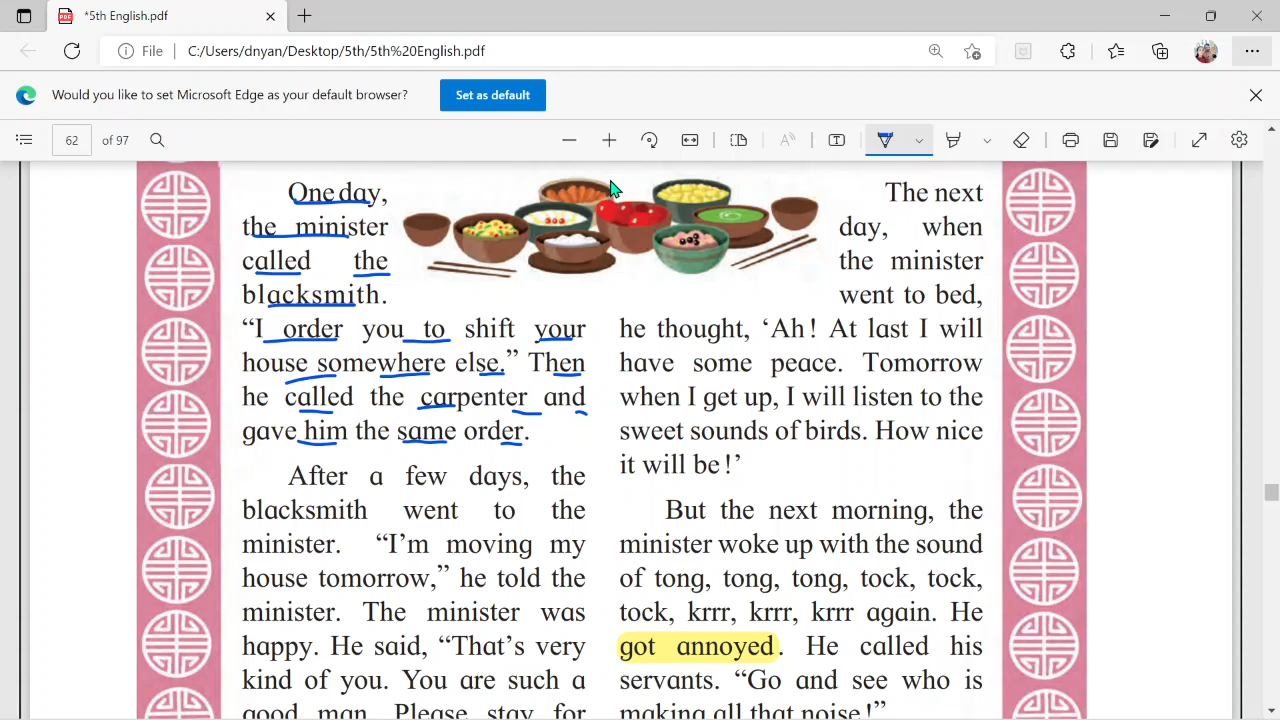 *5th English.pdf
File
C:/Users/dnyan/Desktop/5th/5th%20English.pdf
Would you like to set Microsoft Edge as your default browser?
Set as default
62 of 97
One day,
the minister
called the
blacksmith.
“I order you to shift your
house somewhere else.” Then
he called the carpenter and
gave him the same order.
After a few days, the
blacksmith went to the
minister. “I’m moving my
house tomorrow,” he told the
minister. The minister was
happy. He said, “That’s very
kind of you. You are such a
good man. Please stay for
The next
day, when
the minister
went to bed,
he thought, ‘Ah! At last I will
have some peace. Tomorrow
when I get up, I will listen to the
sweet sounds of birds. How nice
it will be!’
But the next morning, the
minister woke up with the sound
of tong, tong, tong, tock, tock,
tock, krrr, krrr, krrr again. He
got annoyed. He called his
servants. “Go and see who is
making all that noise!”